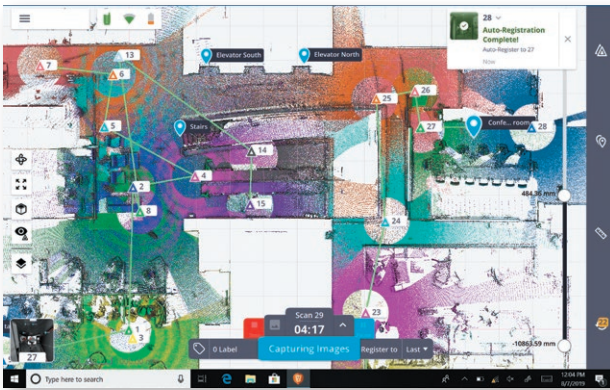 28
Auto-Registration
Complete!
Auto-Register to 27
Now
13
7
6
Elevator South
Elevator North
26
25
5
Stairs
27
Confe... room
28
14
4
2
15
8
484.36 mm
24
23
Scan 29
04:17
3
27
0 Label
Capturing Images
Register to
Last
-10863.59 mm
Type here to search
12:04 PM
8/7/2019